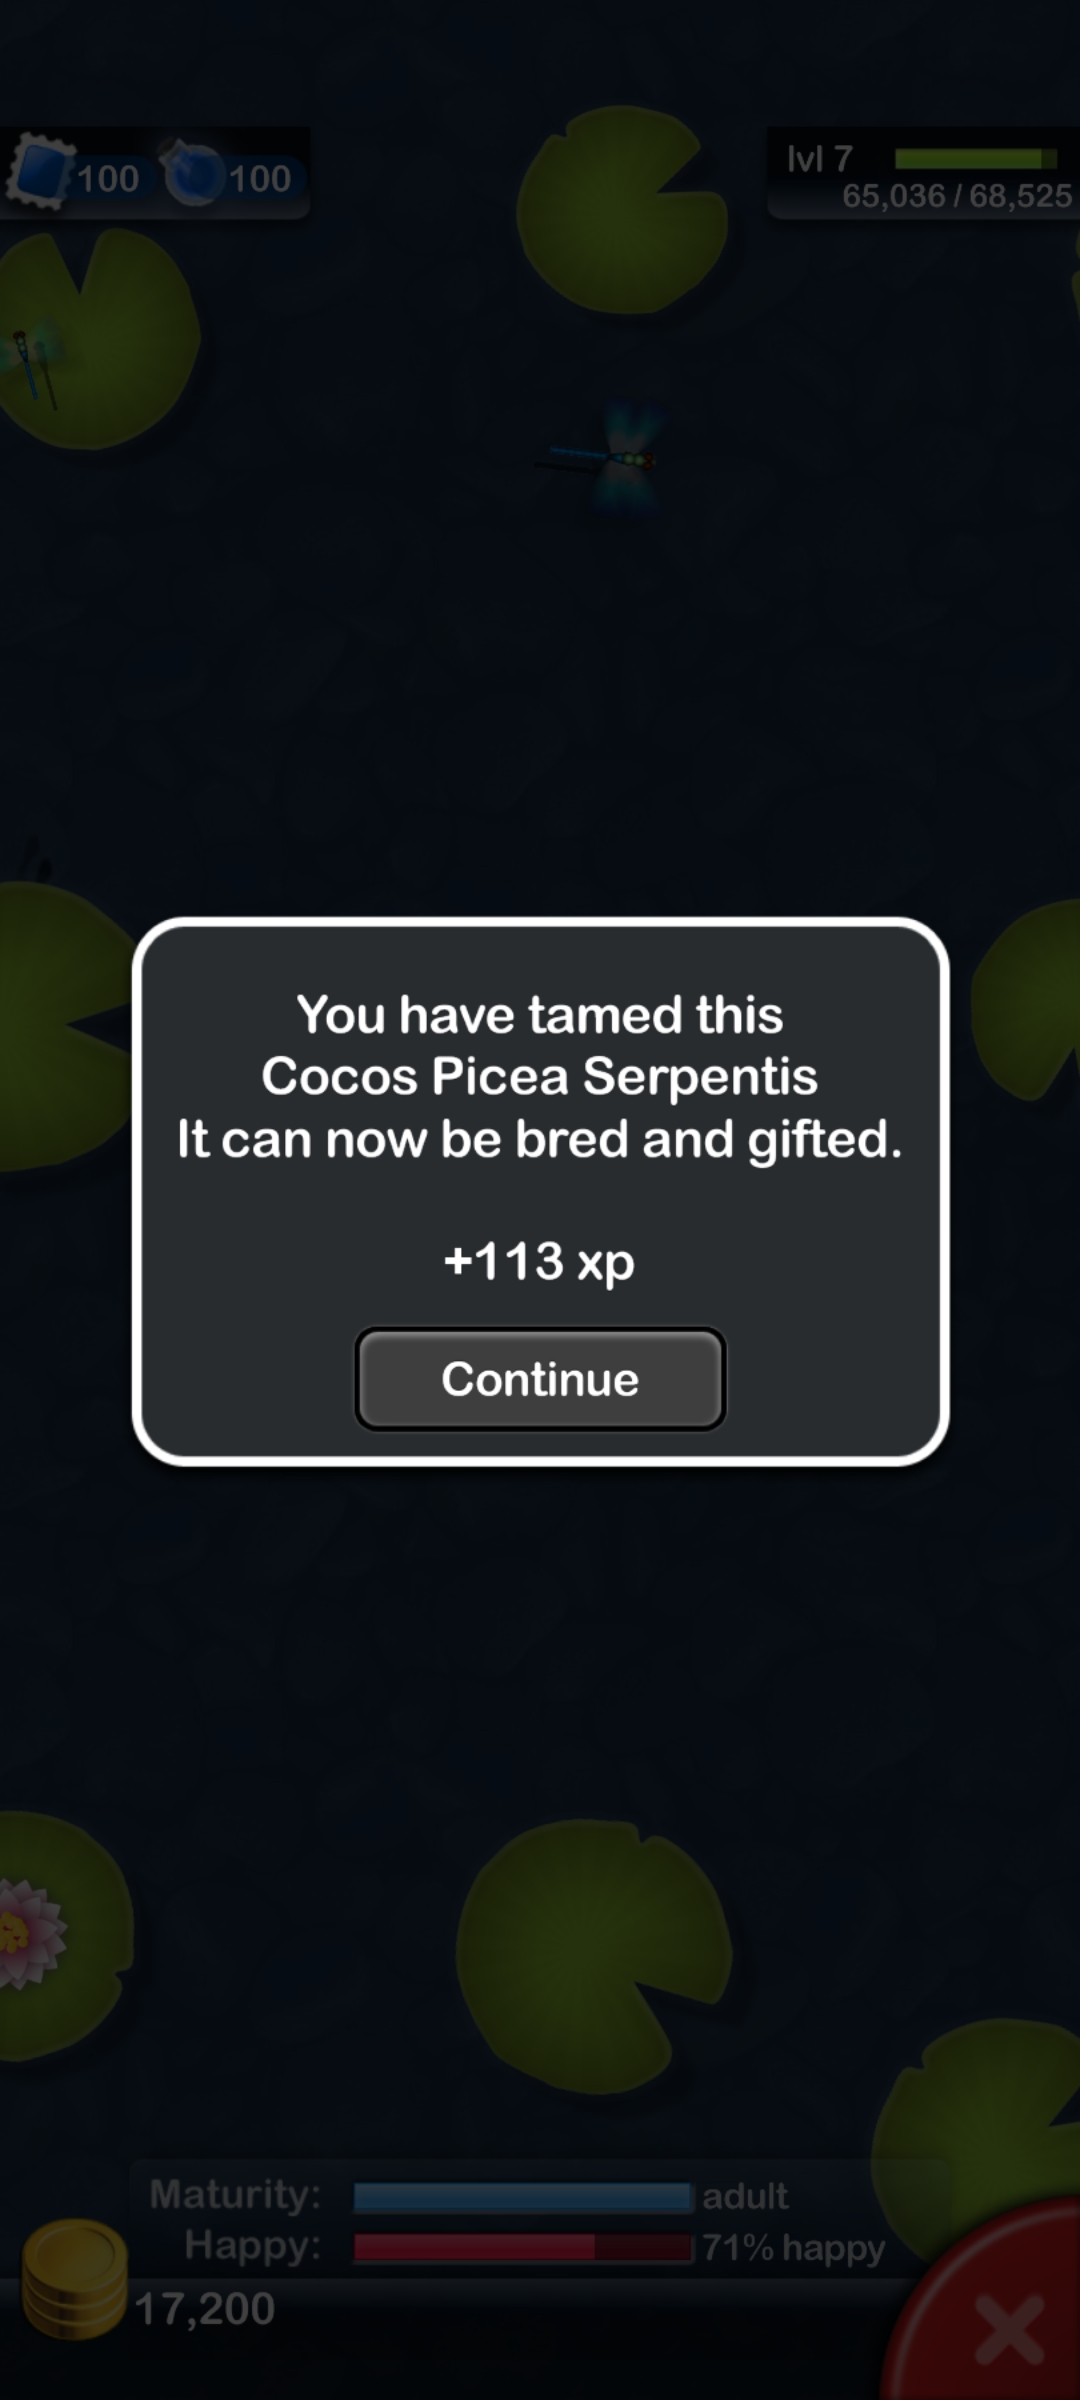 100
100
lvl 7
65,036 / 68,525
You have tamed this
Cocos Picea Serpentis
It can now be bred and gifted.
+113 xp
Continue
Maturity: adult
Happy: 71% happy
17,200